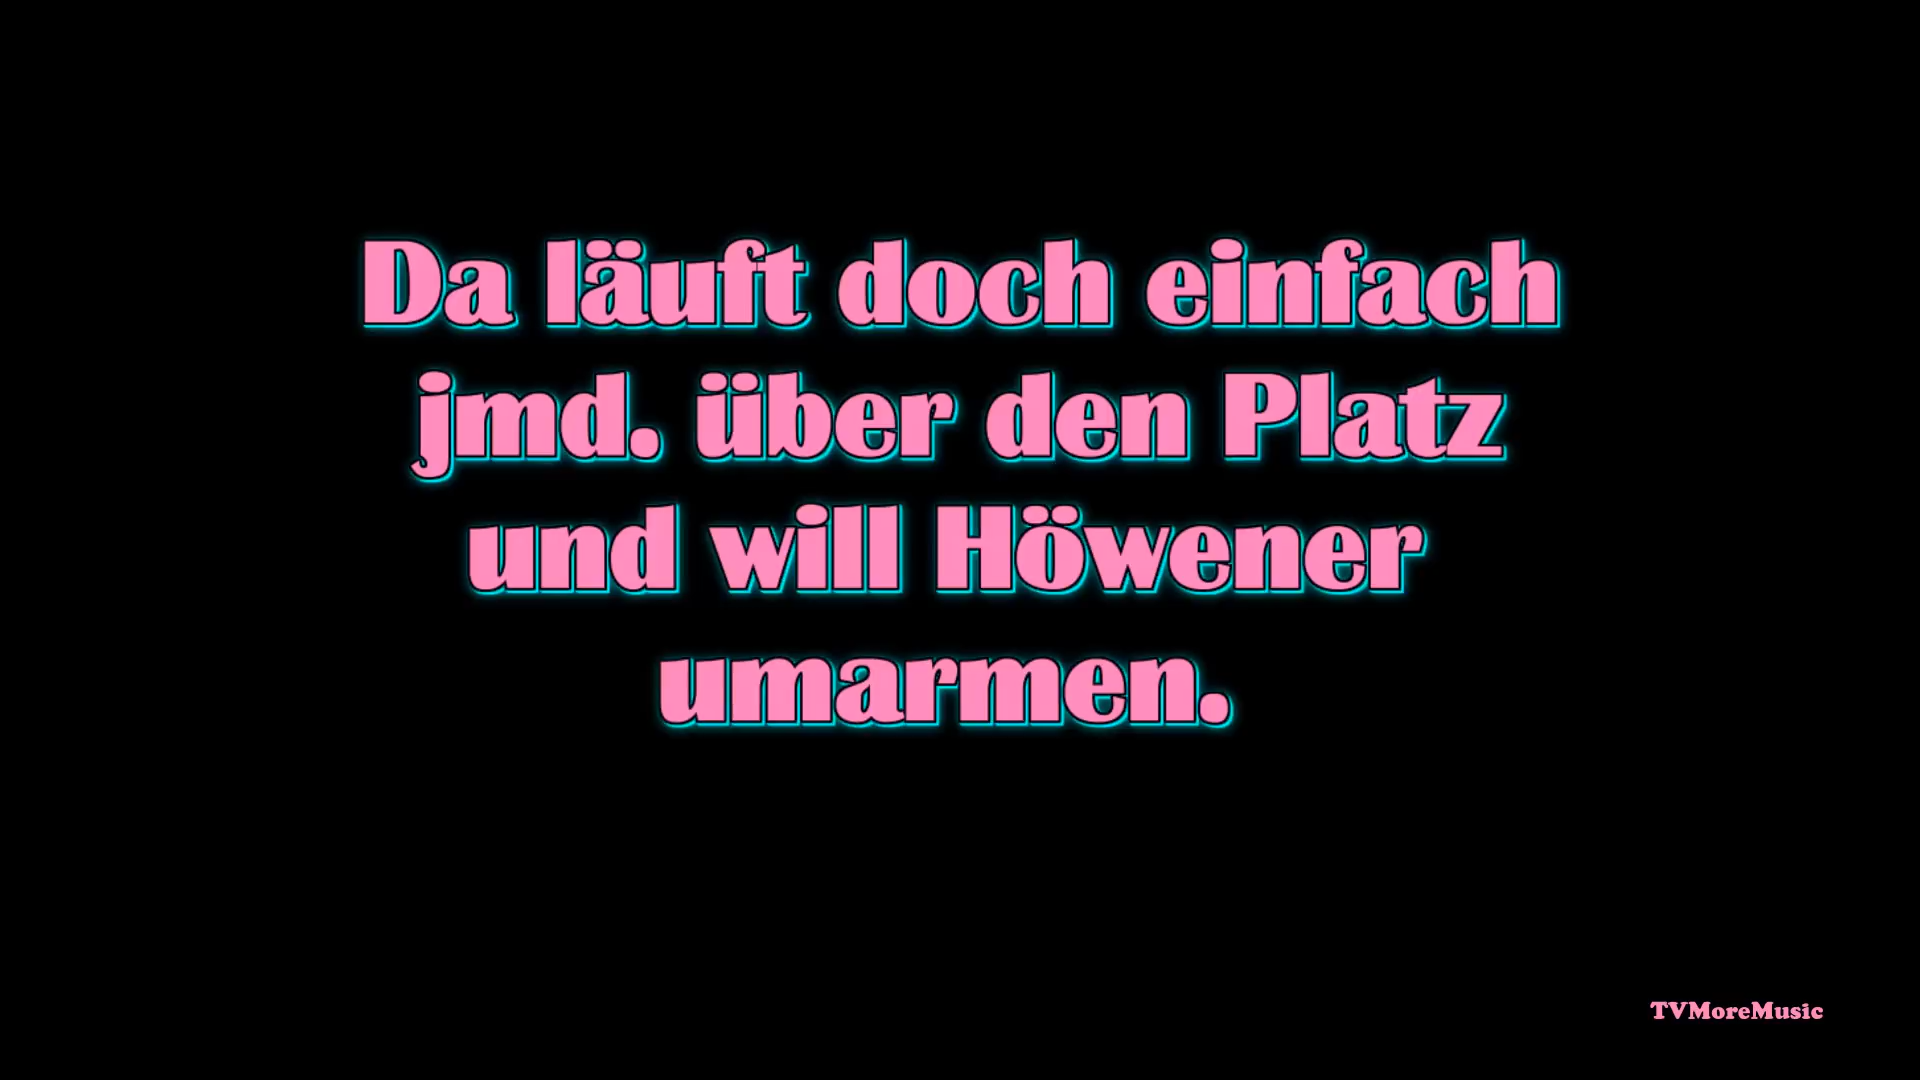 Da läuft doch einfach
jmd. über den Platz
und will Höwener
umarmen.
TVMoreMusic